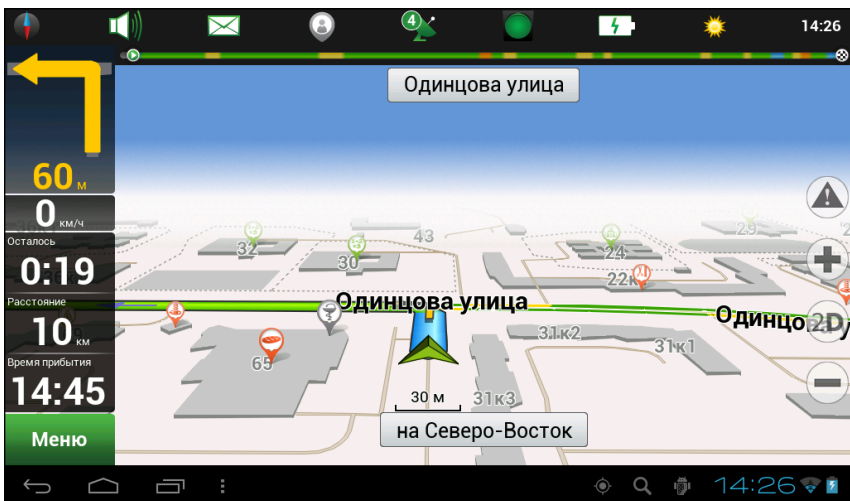 4
14:26
Одинцова улица
60 м
0 км/ч
Осталось
0:19
Расстояние
10 км
Время прибытия
14:45
Меню
43
32
30
24
29
22к
Одинцова улица
Одинцо
2D
31к2
31к1
65
30 м
31к3
на Северо-Восток
14:26